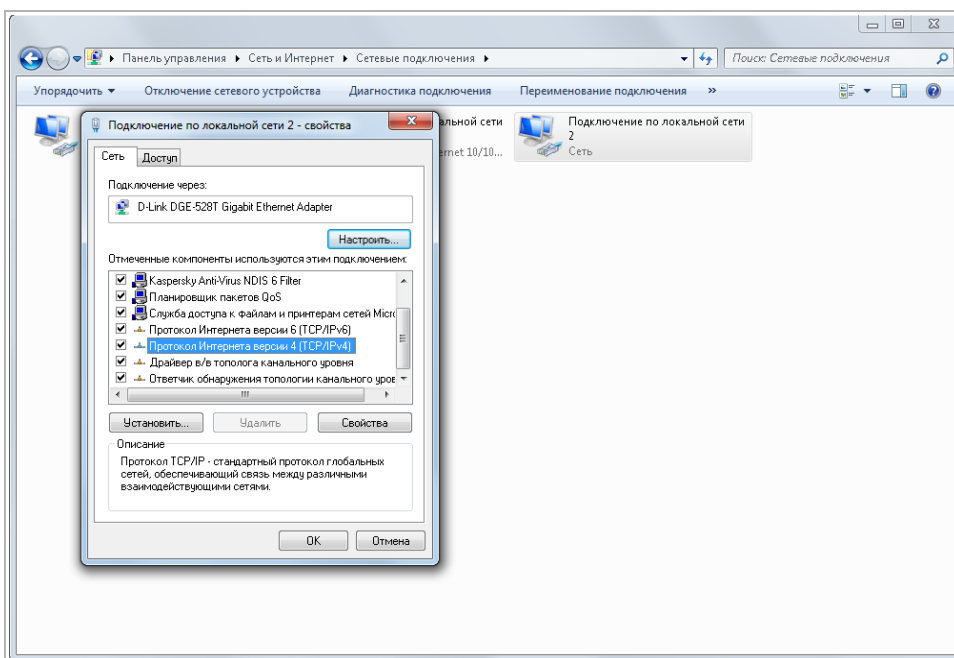 Панель управления ▸ Сеть и Интернет ▸ Сетевые подключения ▸
Поиск: Сетевые подключения
Упорядочить ▾ Отключение сетевого устройства Диагностика подключения Переименование подключения »
Подключение по локальной сети 2 - свойства
альной сети
ernet 10/10...
Подключение по локальной сети
2
Сеть
Сеть Доступ
Подключение через:
D-Link DGE-528T Gigabit Ethernet Adapter
Настроить...
Отмеченные компоненты используются этим подключением:
Kaspersky Anti-Virus NDIS 6 Filter
Планировщик пакетов QoS
Служба доступа к файлам и принтерам сетей Micro
Протокол Интернета версии 6 (TCP/IPv6)
Протокол Интернета версии 4 (TCP/IPv4)
Драйвер в/в тополога канального уровня
Ответчик обнаружения топологии канального уров
Установить... Удалить Свойства
Описание
Протокол TCP/IP - стандартный протокол глобальных
сетей, обеспечивающий связь между различными
взаимодействующими сетями.
OK Отмена